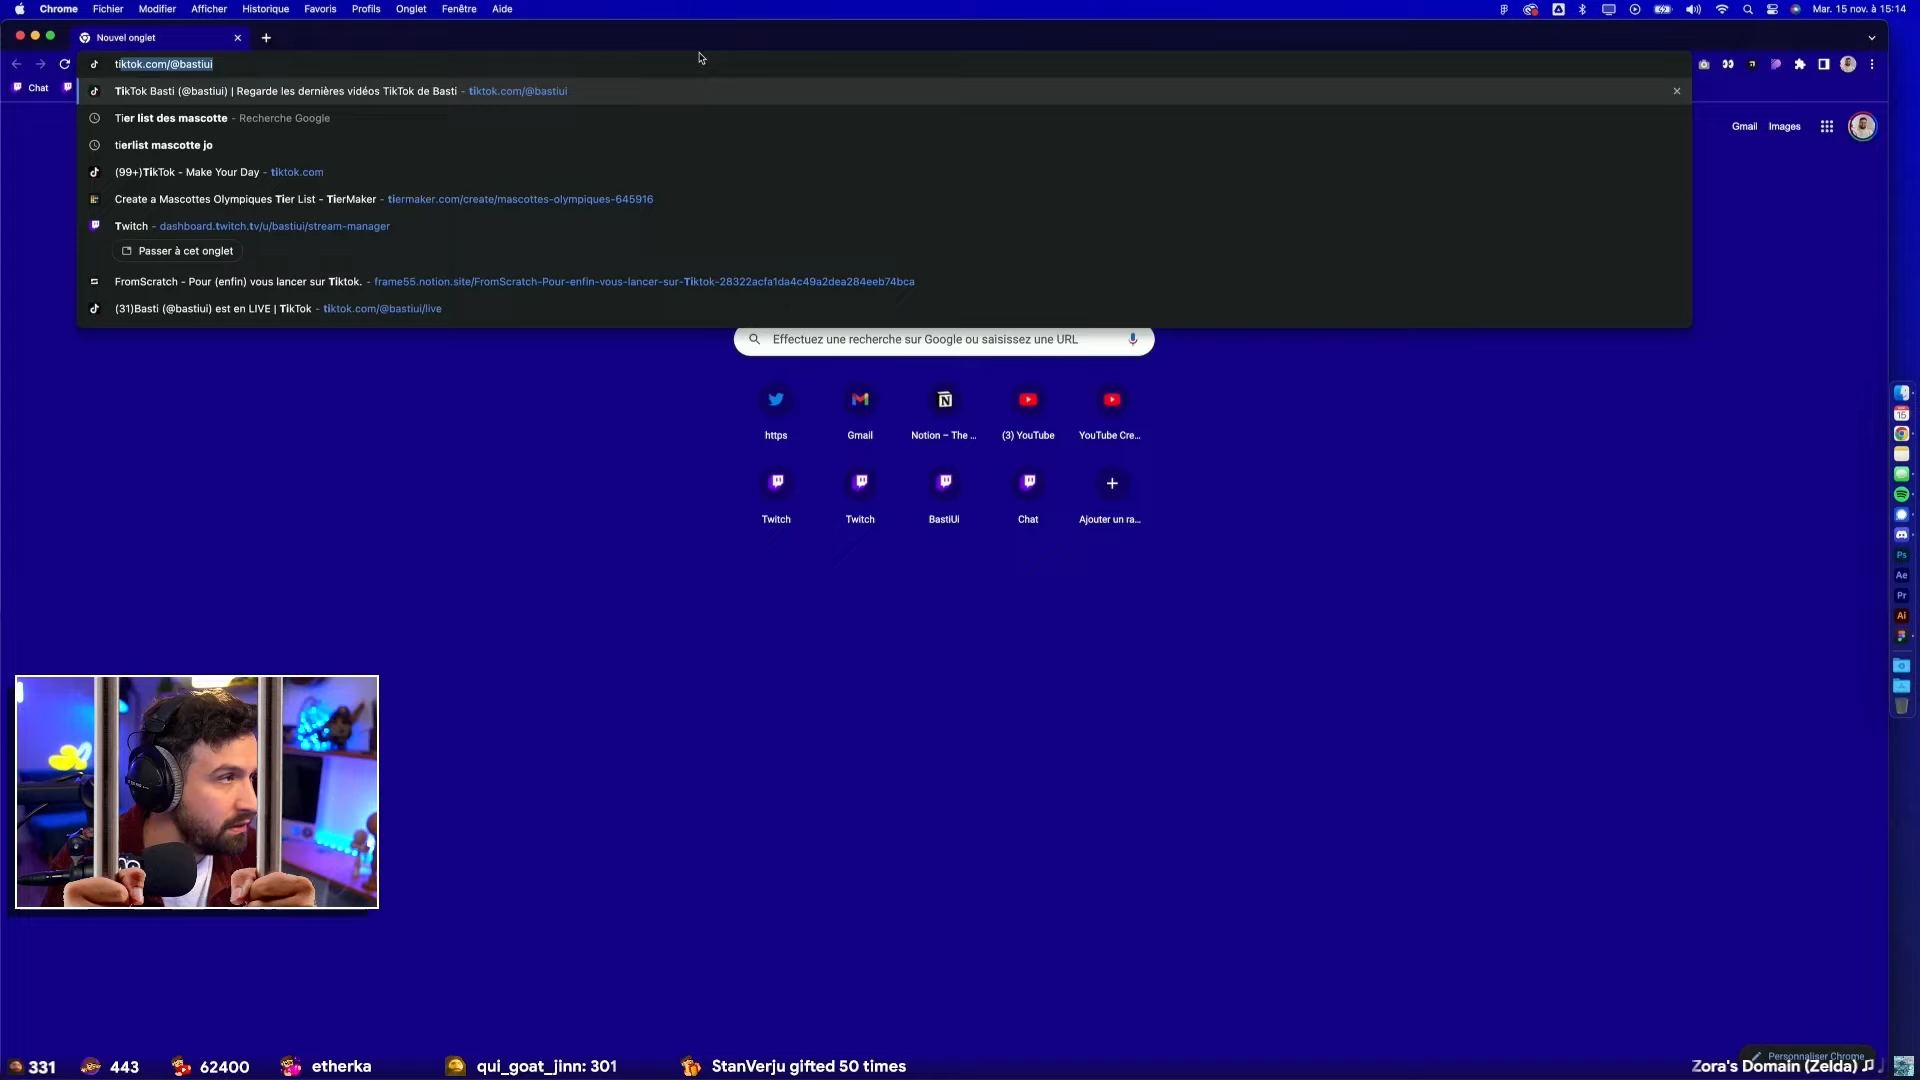 Chrome Fichier Modifier Afficher Historique Favoris Profils Onglet Fenêtre Aide Mar. 15 nov. à 15:14
Nouvel onglet
tiktok.com/@bastiui
Chat
TikTok Basti (@bastiui) | Regarde les dernières vidéos TikTok de Basti - tiktok.com/@bastiui
Tier list des mascotte - Recherche Google
Gmail Images
tierlist mascotte jo
(99+)TikTok - Make Your Day - tiktok.com
Create a Mascottes Olympiques Tier List - TierMaker - tiermaker.com/create/mascottes-olympiques-645916
Twitch - dashboard.twitch.tv/u/bastiui/stream-manager
Passer à cet onglet
FromScratch - Pour (enfin) vous lancer sur Tiktok. - frame55.notion.site/FromScratch-Pour-enfin-vous-lancer-sur-Tiktok-28322acfa1da4c49a2dea284eeb74bca
(31)Basti (@bastiui) est en LIVE | TikTok - tiktok.com/@bastiui/live
Effectuez une recherche sur Google ou saisissez une URL
https Gmail Notion – The ... (3) YouTube YouTube Cre...
Twitch Twitch BastiUi Chat Ajouter un ra...
15
Ps
Ae
Pr
Ai
Personnaliser Chrome
331 443 62400 etherka qui_goat_jinn: 301 StanVerju gifted 50 times Zora's Domain (Zelda)